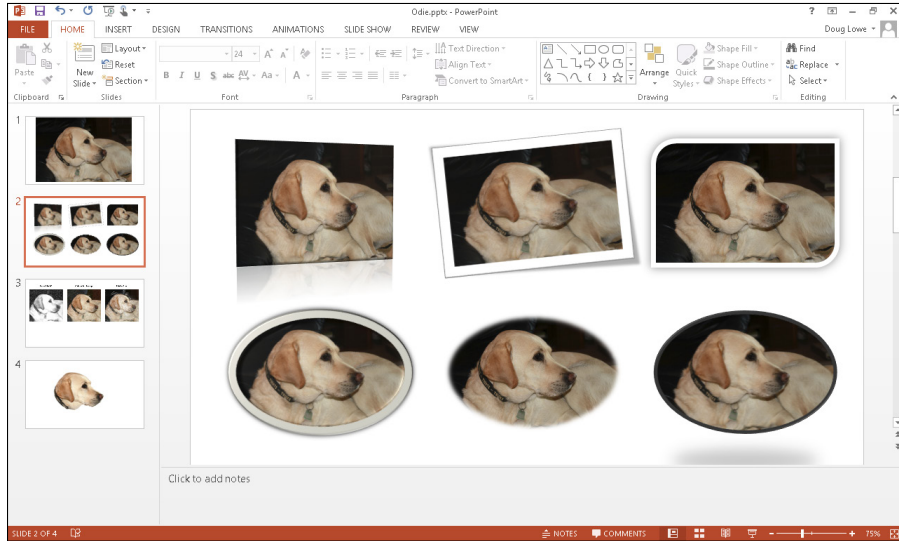 Odie.pptx - PowerPoint
FILE HOME INSERT DESIGN TRANSITIONS ANIMATIONS SLIDE SHOW REVIEW VIEW Doug Lowe
Paste
Clipboard
New Slide
Layout
Reset
Section
Slides
24
B I U S abc AV Aa A
Font
Text Direction
Align Text
Convert to SmartArt
Paragraph
Arrange
Quick Styles
Shape Fill
Shape Outline
Shape Effects
Drawing
Find
Replace
Select
Editing
1
2
3
4
Click to add notes
SLIDE 2 OF 4 NOTES COMMENTS 75%